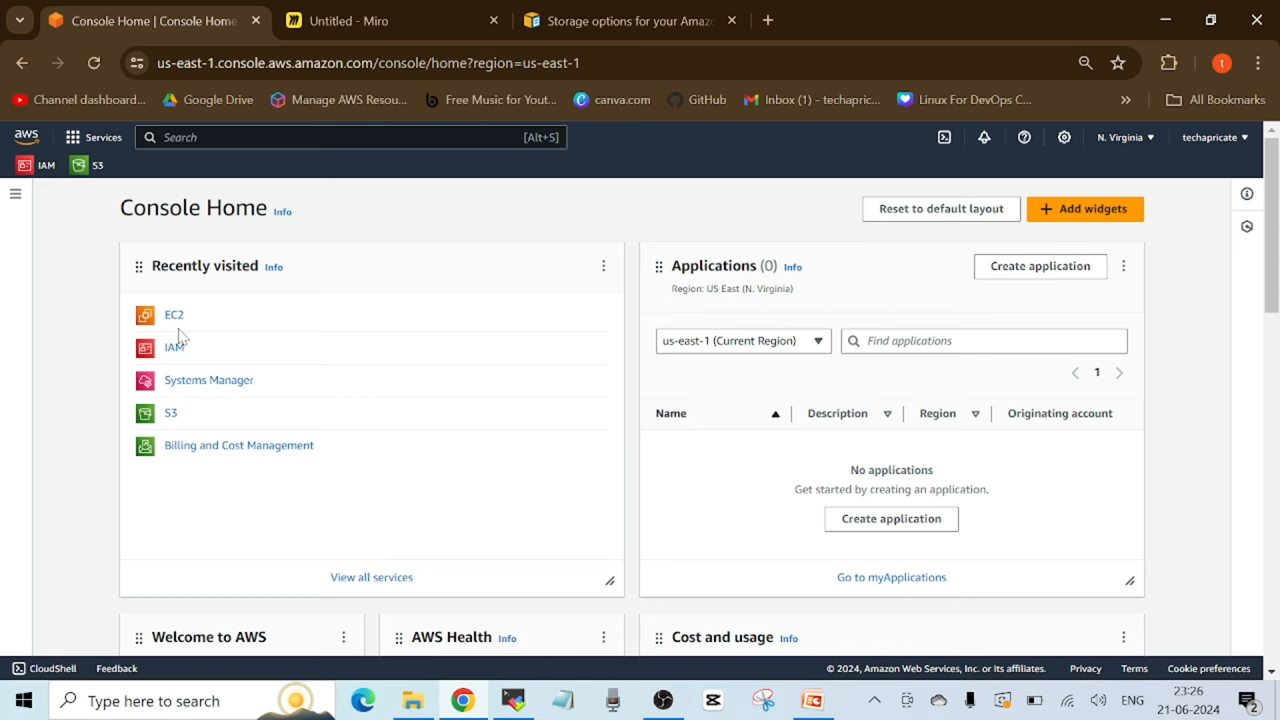 Console Home | Console Home
Untitled - Miro
Storage options for your Amazo
us-east-1.console.aws.amazon.com/console/home?region=us-east-1
t
Channel dashboard...
Google Drive
Manage AWS Resou...
Free Music for Yout...
canva.com
GitHub
Inbox (1) - techapric...
Linux For DevOps C...
All Bookmarks
aws
Services
Search
[Alt+S]
N. Virginia
techapricate
IAM
S3
Console Home
Info
Reset to default layout
+ Add widgets
Recently visited
Info
EC2
IAM
Systems Manager
S3
Billing and Cost Management
View all services
Applications (0)
Info
Region: US East (N. Virginia)
Create application
us-east-1 (Current Region)
Find applications
1
Name
Description
Region
Originating account
No applications
Get started by creating an application.
Create application
Go to myApplications
Welcome to AWS
AWS Health
Info
Cost and usage
Info
CloudShell
Feedback
© 2024, Amazon Web Services, Inc. or its affiliates.
Privacy
Terms
Cookie preferences
Type here to search
ENG
23:26
21-06-2024
2